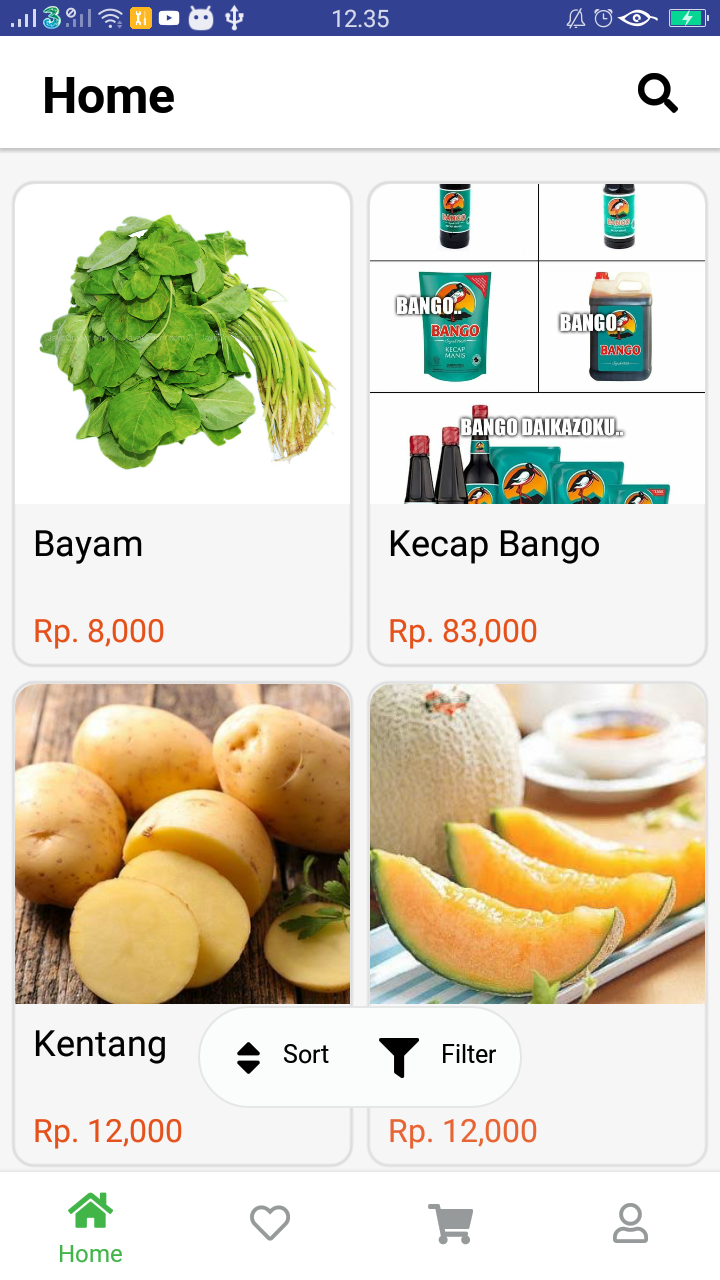 12.35
Home
BANGO..
BANGO
KECAP
MANIS
BANGO..
BANGO
BANGO DAIKAZOKU..
Bayam
Kecap Bango
Rp. 8,000
Rp. 83,000
Kentang
Sort
Filter
Rp. 12,000
Rp. 12,000
Home